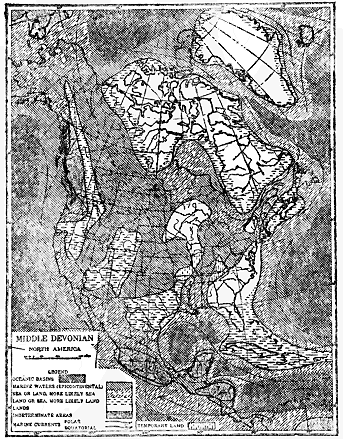 MIDDLE DEVONIAN
NORTH AMERICA
LEGEND
OCEANIC BASINS
MARINE WATERS (EPICONTINENTAL)
SEA OR LAND, MORE LIKELY SEA
LAND OR SEA, MORE LIKELY LAND
LANDS
INDETERMINATE AREAS
MARINE CURRENTS POLAR
EQUATORIAL
TEMPORARY LAND